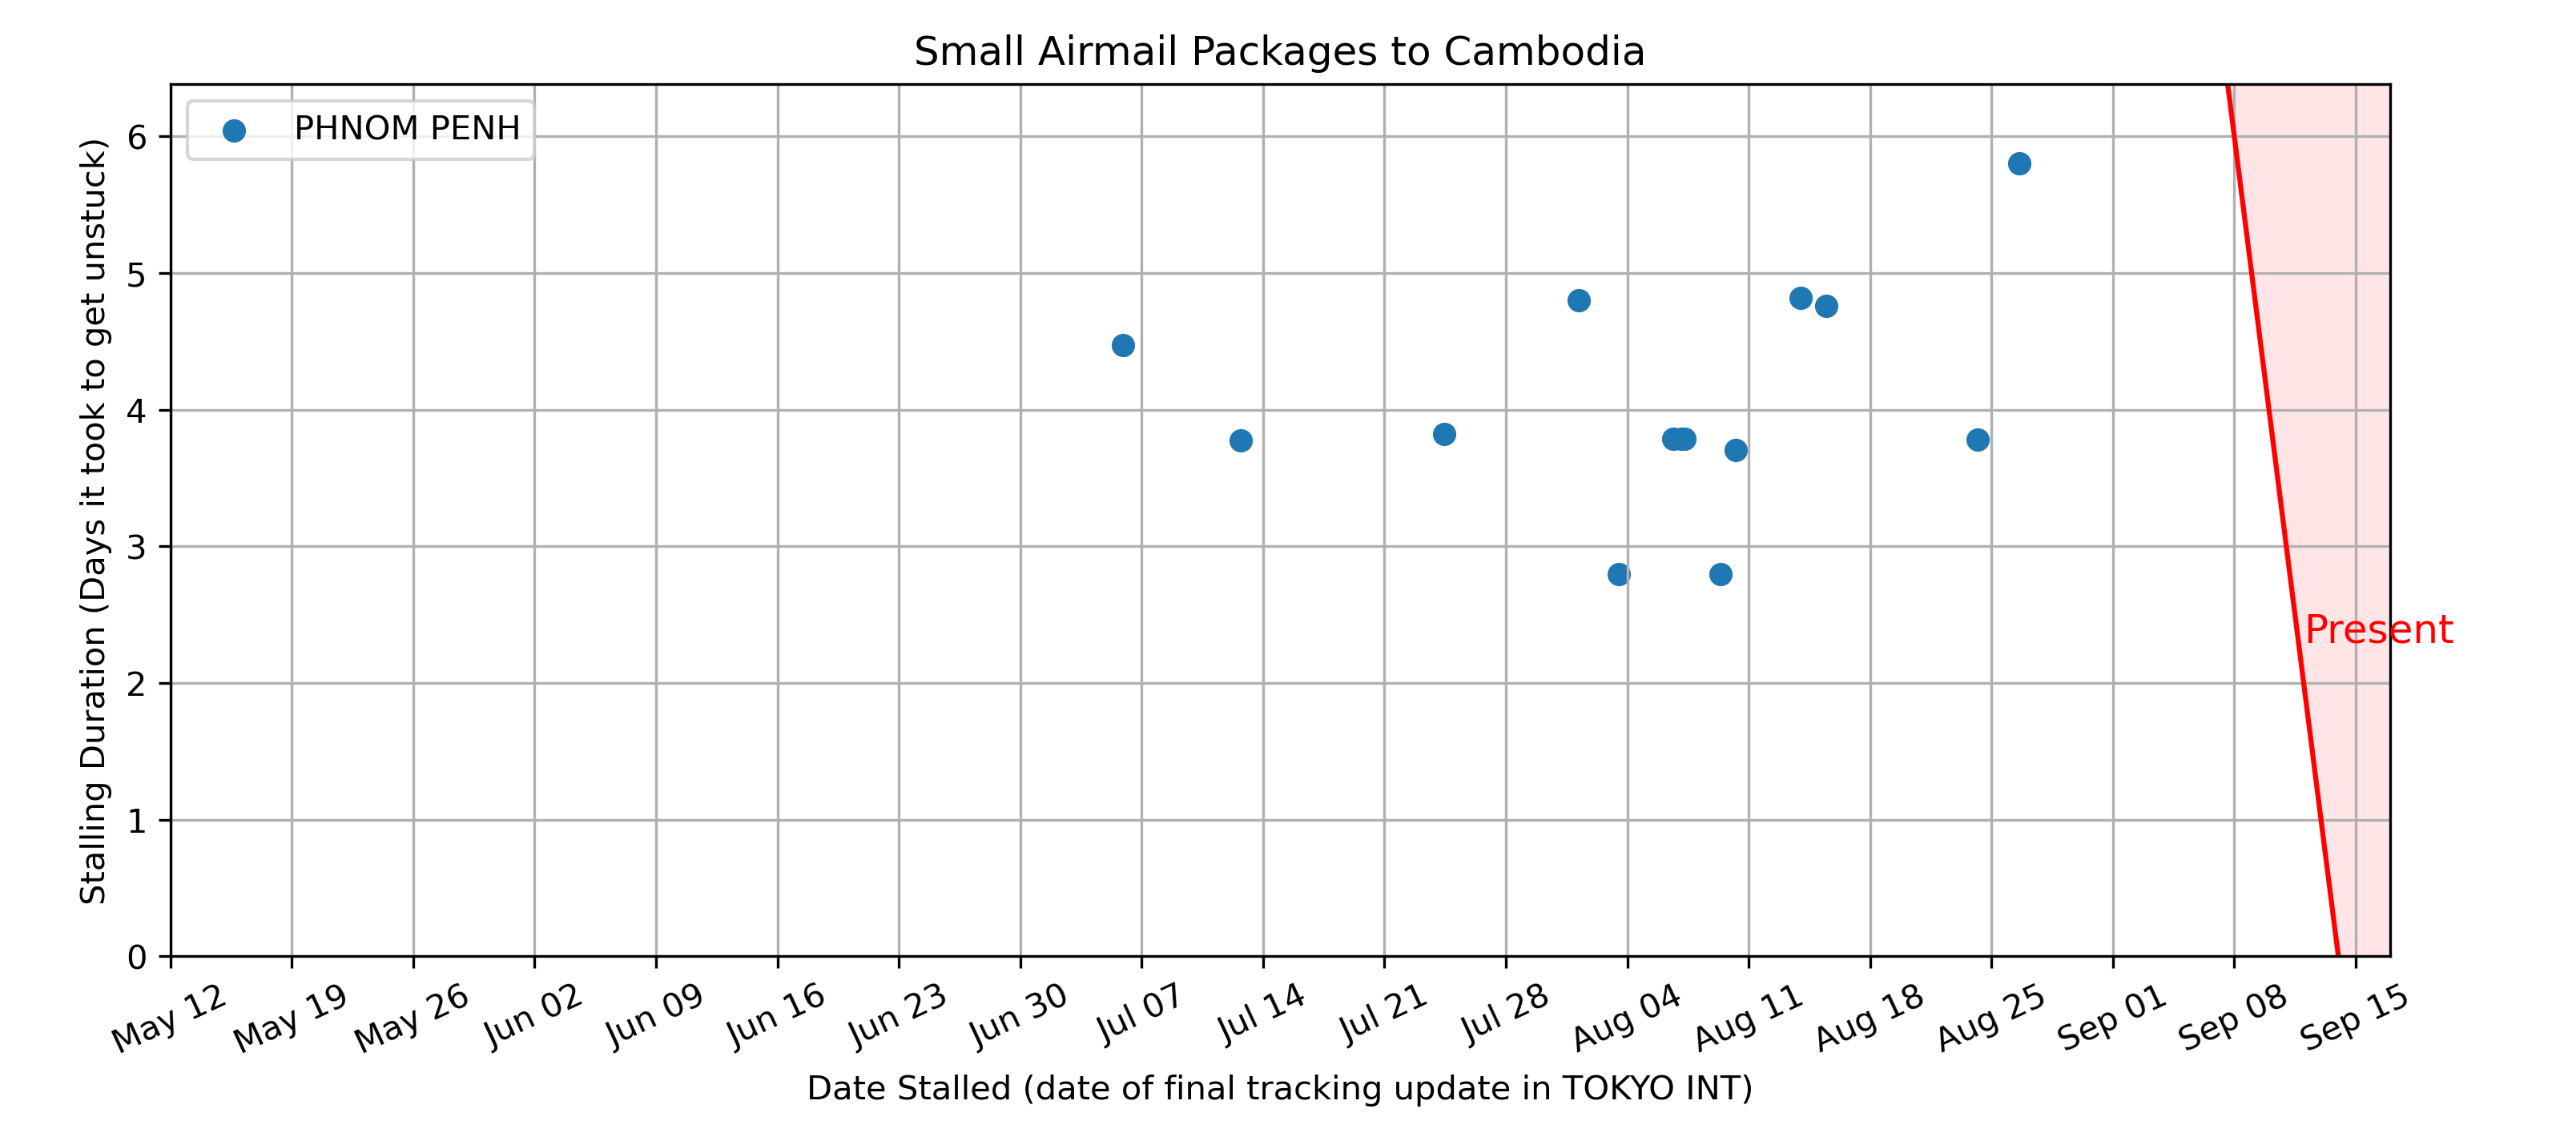 Small Airmail Packages to Cambodia
PHNOM PENH
Stalling Duration (Days it took to get unstuck)
6
5
4
3
2
1
0
Present
May 12
May 19
May 26
Jun 02
Jun 09
Jun 16
Jun 23
Jun 30
Jul 07
Jul 14
Jul 21
Jul 28
Aug 04
Aug 11
Aug 18
Aug 25
Sep 01
Sep 08
Sep 15
Date Stalled (date of final tracking update in TOKYO INT)